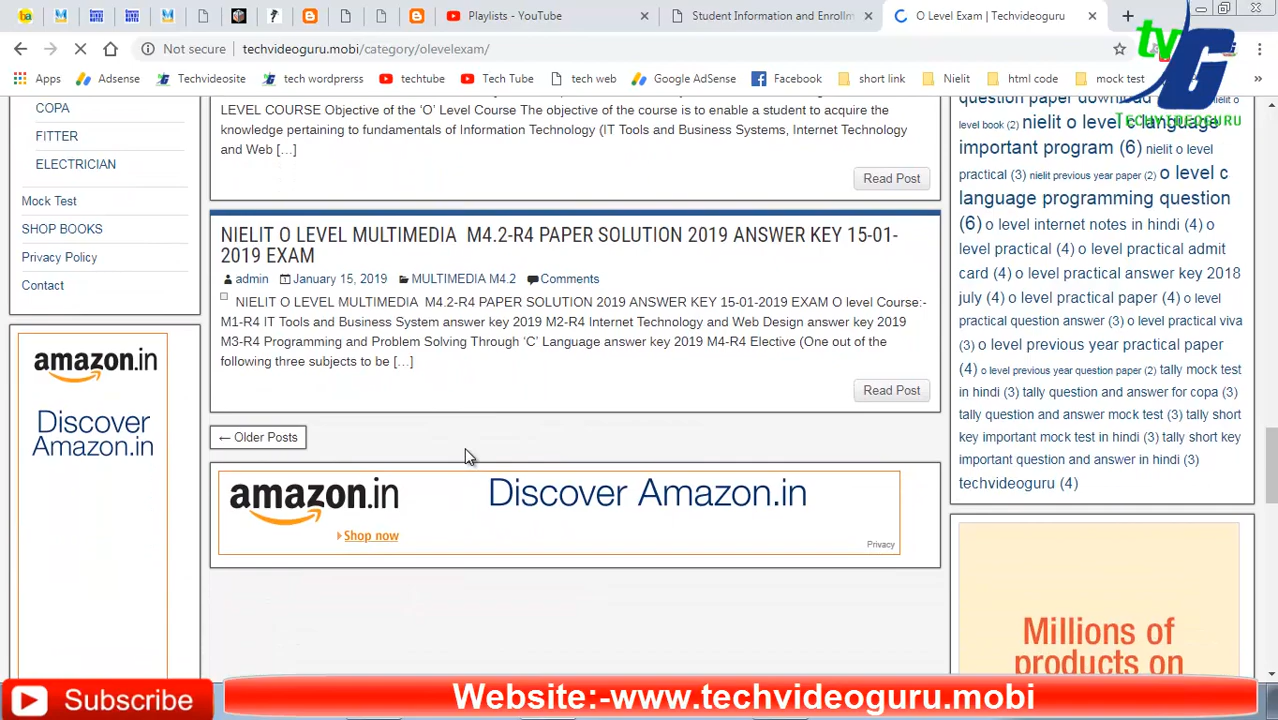 Playlists - YouTube
Student Information and Enrollm
O Level Exam | Techvideoguru
Not secure
techvideoguru.mobi/category/olevelexam/
Apps
Adsense
Techvideosite
tech wordprerss
techtube
Tech Tube
tech web
Google AdSense
Facebook
short link
Nielit
html code
mock test
tv
G
TECHVIDEOGURU
COPA
FITTER
ELECTRICIAN
Mock Test
SHOP BOOKS
Privacy Policy
Contact
amazon.in
Discover
Amazon.in
LEVEL COURSE Objective of the 'O' Level Course The objective of the course is to enable a student to acquire the
knowledge pertaining to fundamentals of Information Technology (IT Tools and Business Systems, Internet Technology
and Web [...]
Read Post
NIELIT O LEVEL MULTIMEDIA M4.2-R4 PAPER SOLUTION 2019 ANSWER KEY 15-01-
2019 EXAM
admin January 15, 2019 MULTIMEDIA M4.2 Comments
NIELIT O LEVEL MULTIMEDIA M4.2-R4 PAPER SOLUTION 2019 ANSWER KEY 15-01-2019 EXAM O level Course:-
M1-R4 IT Tools and Business System answer key 2019 M2-R4 Internet Technology and Web Design answer key 2019
M3-R4 Programming and Problem Solving Through 'C' Language answer key 2019 M4-R4 Elective (One out of the
following three subjects to be [...]
Read Post
← Older Posts
amazon.in
Discover Amazon.in
Shop now
Privacy
question paper download
level book (2) nielit o level c language
important program (6) nielit o level
practical (3) nielit previous year paper (2) o level c
language programming question
(6) o level internet notes in hindi (4) o
level practical (4) o level practical admit
card (4) o level practical answer key 2018
july (4) o level practical paper (4) o level
practical question answer (3) o level practical viva
(3) o level previous year practical paper
(4) o level previous year question paper (2) tally mock test
in hindi (3) tally question and answer for copa (3)
tally question and answer mock test (3) tally short
key important mock test in hindi (3) tally short key
important question and answer in hindi (3)
techvideoguru (4)
Millions of
products on
Subscribe
Website:-www.techvideoguru.mobi